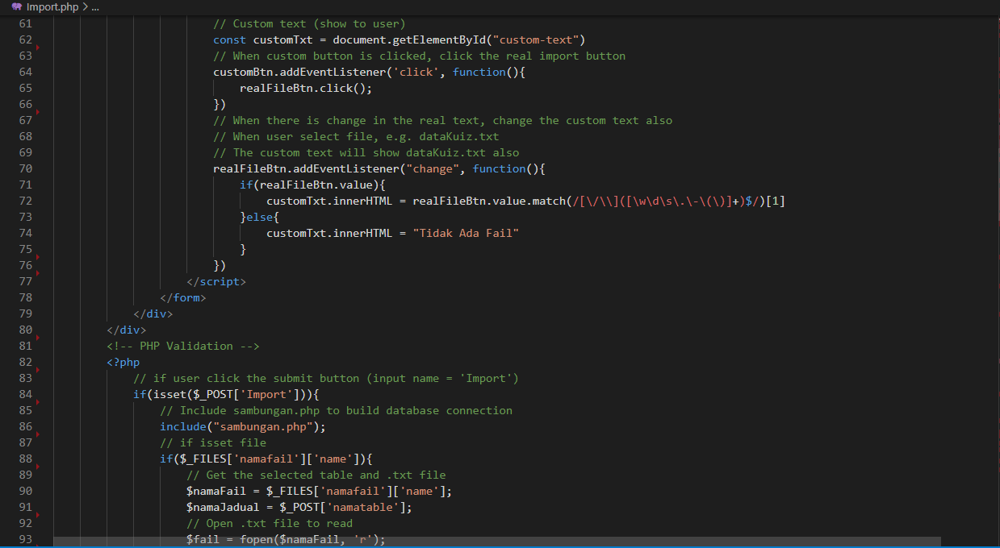 Import.php > ...
61 // Custom text (show to user)
62 const customTxt = document.getElementById("custom-text")
63 // When custom button is clicked, click the real import button
64 customBtn.addEventListener('click', function(){
65 realFileBtn.click();
66 })
67 // When there is change in the real text, change the custom text also
68 // When user select file, e.g. dataKuiz.txt
69 // The custom text will show dataKuiz.txt also
70 realFileBtn.addEventListener("change", function(){
71 if(realFileBtn.value){
72 customTxt.innerHTML = realFileBtn.value.match(/[\/\\]([\w\d\s\.\-\(\)]+)$/)[1]
73 }else{
74 customTxt.innerHTML = "Tidak Ada Fail"
75 }
76 })
77 </script>
78 </form>
79 </div>
80 </div>
81 <!-- PHP Validation -->
82 <?php
83 // if user click the submit button (input name = 'Import')
84 if(isset($_POST['Import'])){
85 // Include sambungan.php to build database connection
86 include("sambungan.php");
87 // if isset file
88 if($_FILES['namafail']['name']){
89 // Get the selected table and .txt file
90 $namaFail = $_FILES['namafail']['name'];
91 $namaJadual = $_POST['namatable'];
92 // Open .txt file to read
93 $fail = fopen($namaFail, 'r');